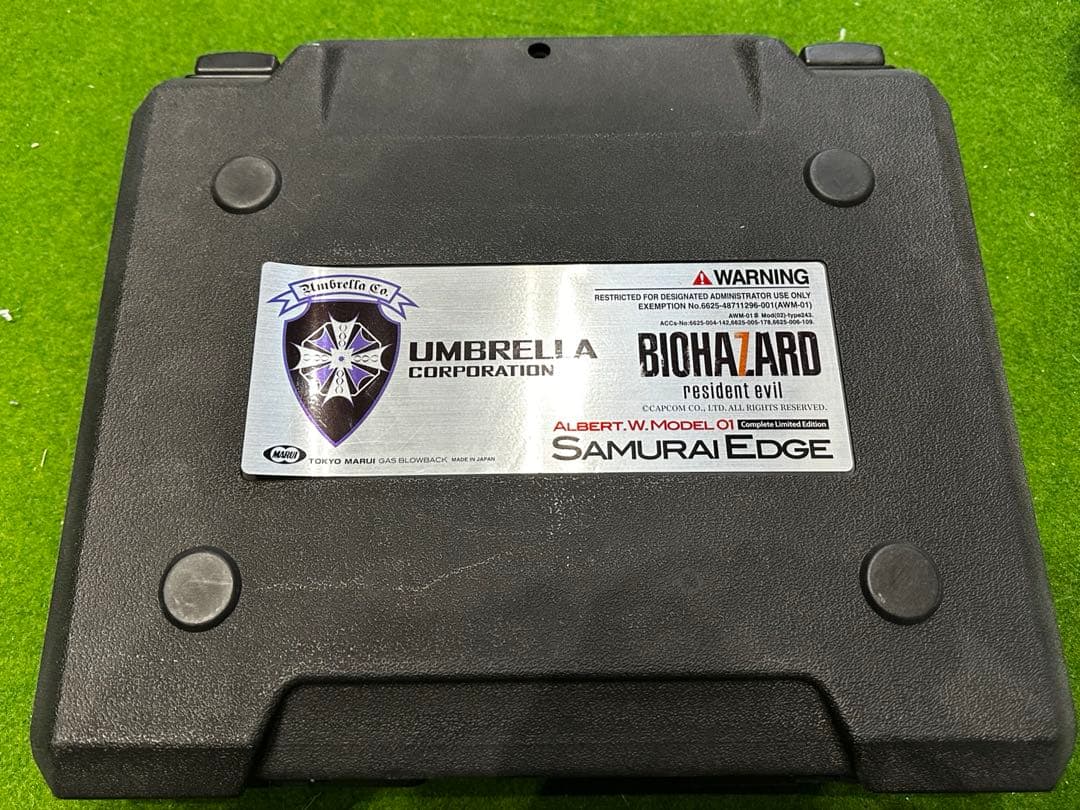 Umbrella Co.
UMBRELLA
CORPORATION
MARUI
TOKYO MARUI GAS BLOWBACK MADE IN JAPAN
WARNING
RESTRICTED FOR DESIGNATED ADMINISTRATOR USE ONLY
EXEMPTION No.6625-48711296-001(AWM-01)
AWM-01 Mod(02)-type243.
ACCs-No:6625-004-142,6625-005-178,6625-006-109.
BIOHAZARD
resident evil
©CAPCOM CO., LTD. ALL RIGHTS RESERVED.
ALBERT.W.MODEL 01 Complete Limited Edition
SAMURAI EDGE